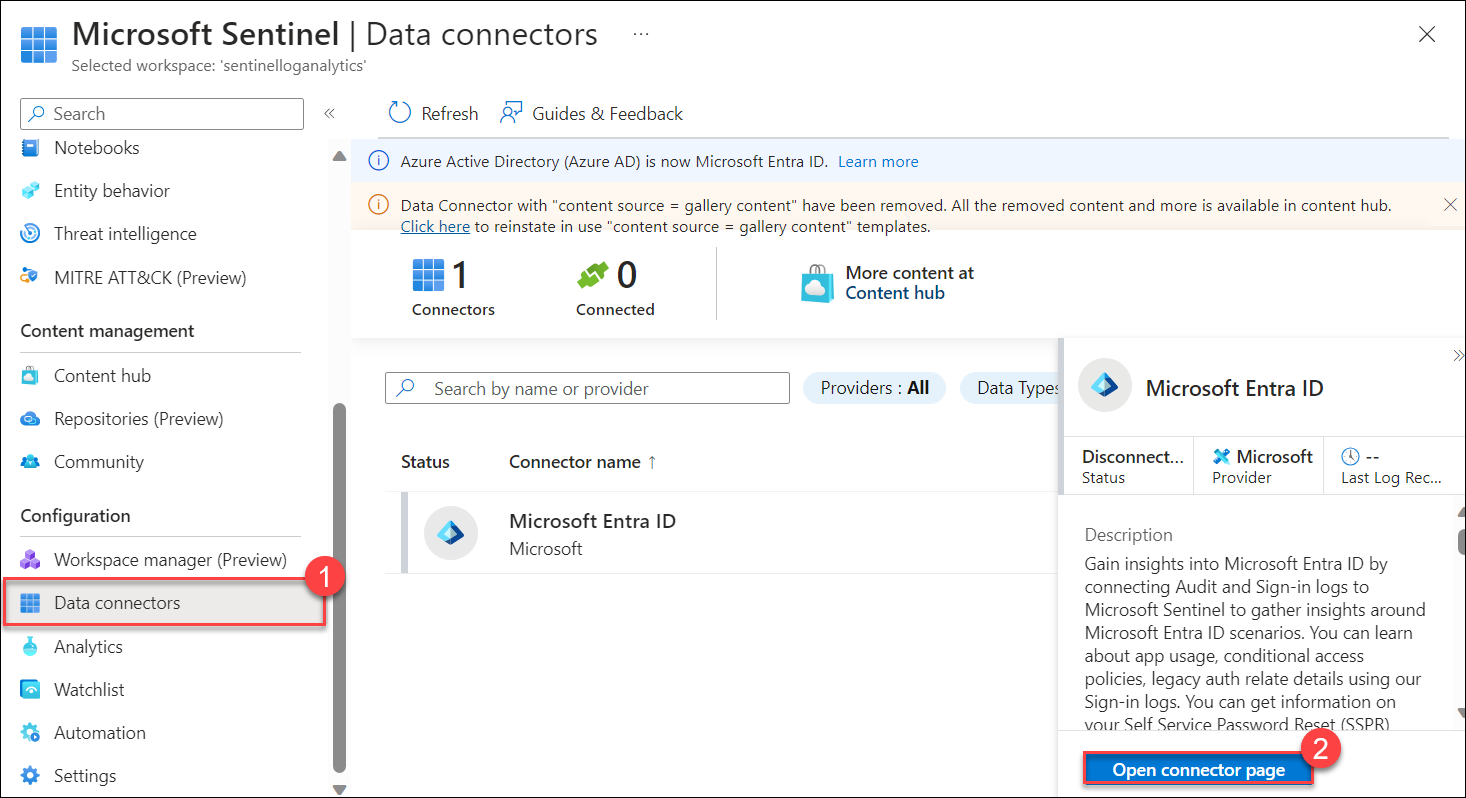 Microsoft Sentinel | Data connectors ...
Selected workspace: 'sentinelloganalytics'
Search
«
Notebooks
Entity behavior
Threat intelligence
MITRE ATT&CK (Preview)
Content management
Content hub
Repositories (Preview)
Community
Configuration
Workspace manager (Preview)
1
Data connectors
Analytics
Watchlist
Automation
Settings
Refresh
Guides & Feedback
Azure Active Directory (Azure AD) is now Microsoft Entra ID. Learn more
Data Connector with "content source = gallery content" have been removed. All the removed content and more is available in content hub.
Click here to reinstate in use "content source = gallery content" templates.
1
Connectors
0
Connected
More content at
Content hub
Search by name or provider
Providers : All
Data Types
Status
Connector name ↑
Microsoft Entra ID
Microsoft
»
Microsoft Entra ID
Disconnect...
Status
Microsoft
Provider
--
Last Log Rec...
Description
Gain insights into Microsoft Entra ID by
connecting Audit and Sign-in logs to
Microsoft Sentinel to gather insights around
Microsoft Entra ID scenarios. You can learn
about app usage, conditional access
policies, legacy auth relate details using our
Sign-in logs. You can get information on
your Self Service Password Reset (SSPR)
2
Open connector page